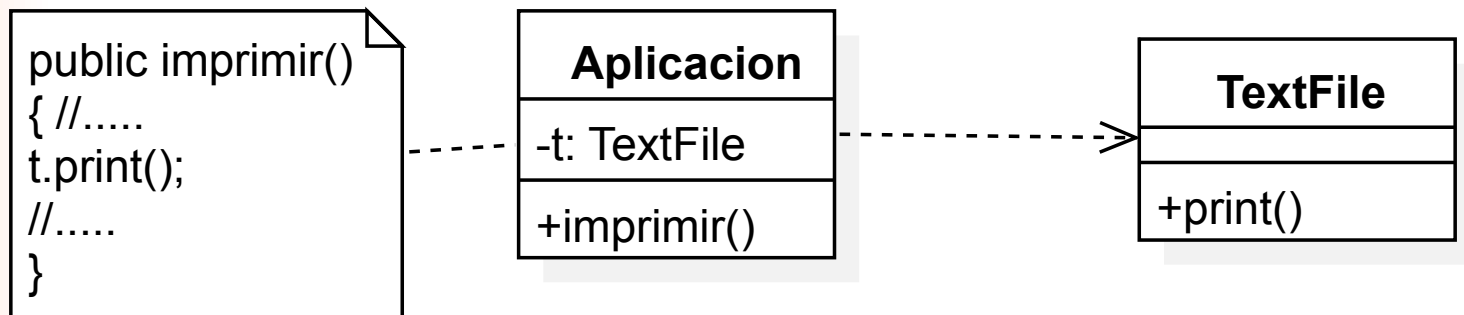 public imprimir()
{ //.....
t.print();
//.....
}
Aplicacion
-t: TextFile
+imprimir()
TextFile
+print()